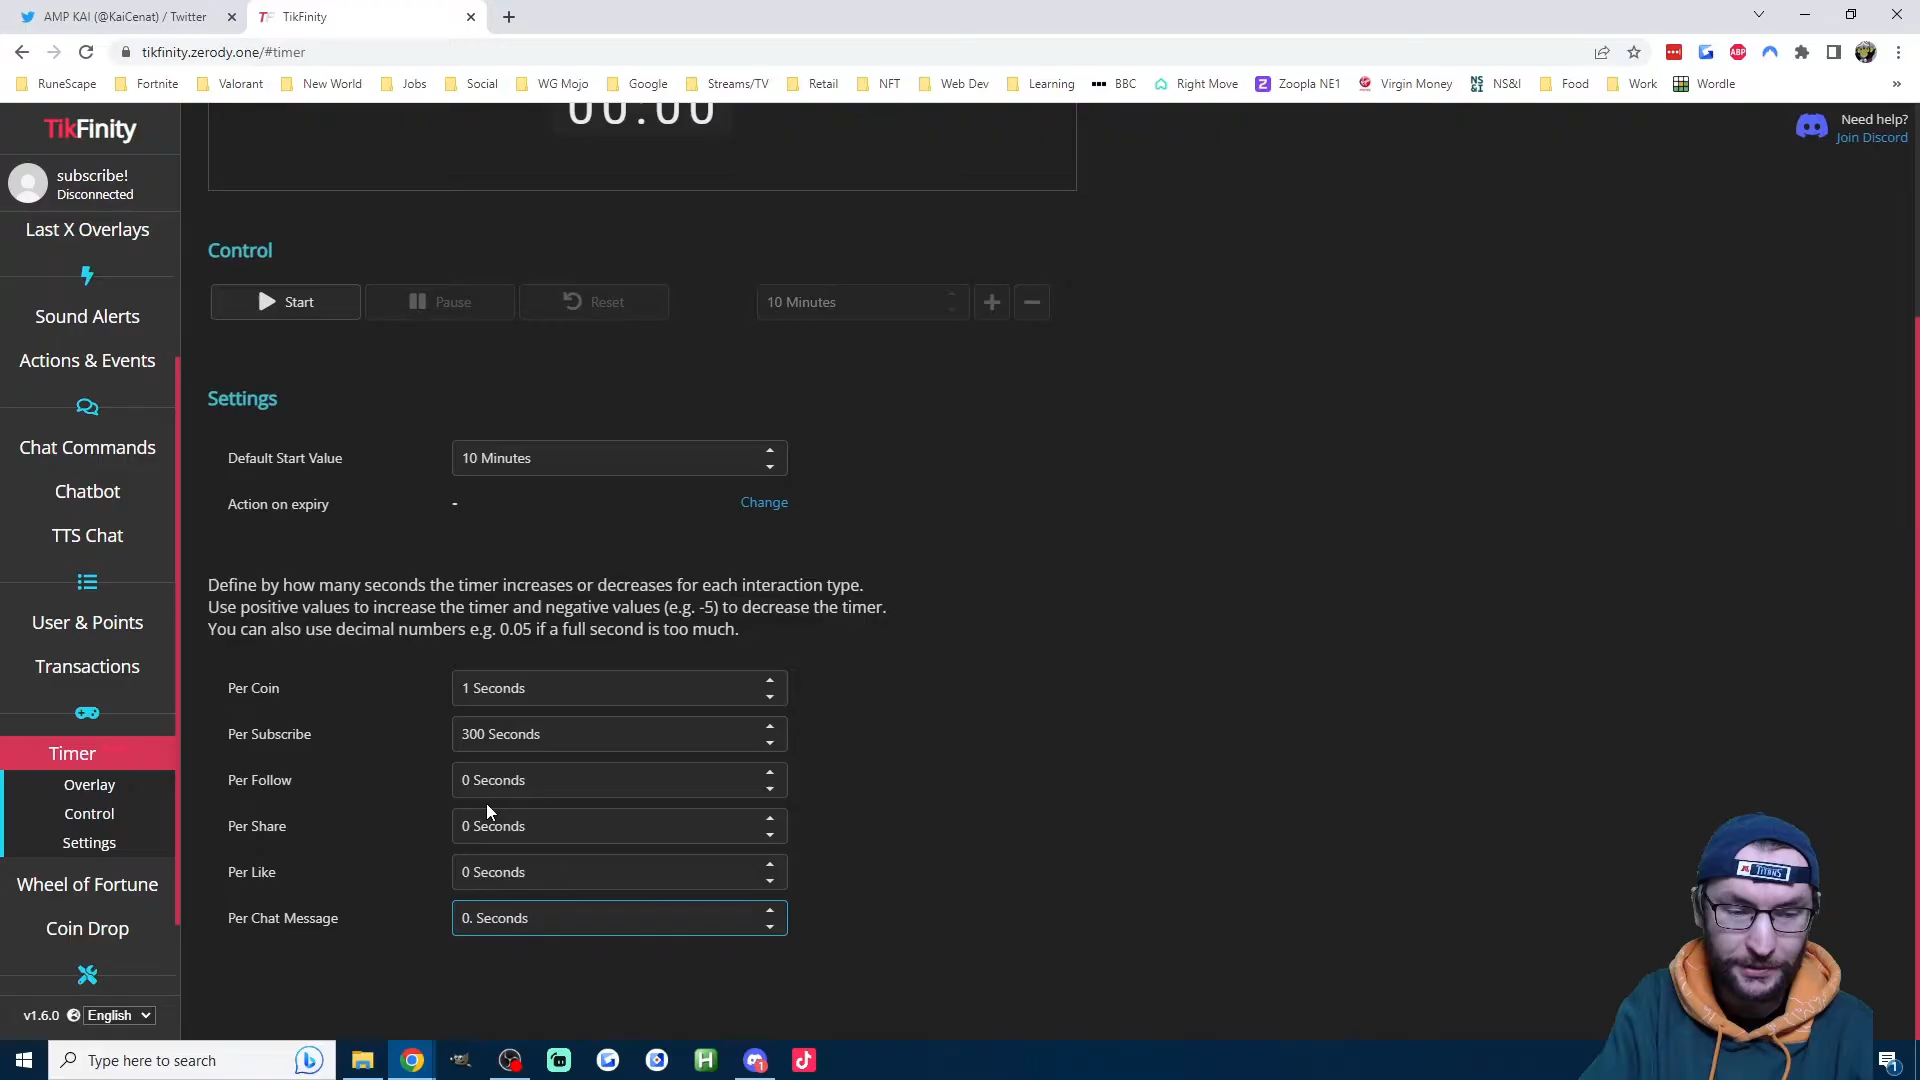 AMP KAI (@KaiCenat) / Twitter
TikFinity
tikfinity.zerody.one/#timer
RuneScape
Fortnite
Valorant
New World
Jobs
Social
WG Mojo
Google
Streams/TV
Retail
NFT
Web Dev
Learning
BBC
Right Move
Zoopla NE1
Virgin Money
NS&I
Food
Work
Wordle
TikFinity
subscribe!
Disconnected
Last X Overlays
Sound Alerts
Actions & Events
Chat Commands
Chatbot
TTS Chat
User & Points
Transactions
Timer
Overlay
Control
Settings
Wheel of Fortune
Coin Drop
v1.6.0
English
00:00
Need help?
Join Discord
Control
Start
Pause
Reset
10 Minutes
Settings
Default Start Value
10 Minutes
Action on expiry
-
Change
Define by how many seconds the timer increases or decreases for each interaction type.
Use positive values to increase the timer and negative values (e.g. -5) to decrease the timer.
You can also use decimal numbers e.g. 0.05 if a full second is too much.
Per Coin
1 Seconds
Per Subscribe
300 Seconds
Per Follow
0 Seconds
Per Share
0 Seconds
Per Like
0 Seconds
Per Chat Message
0. Seconds
TITANS
Type here to search